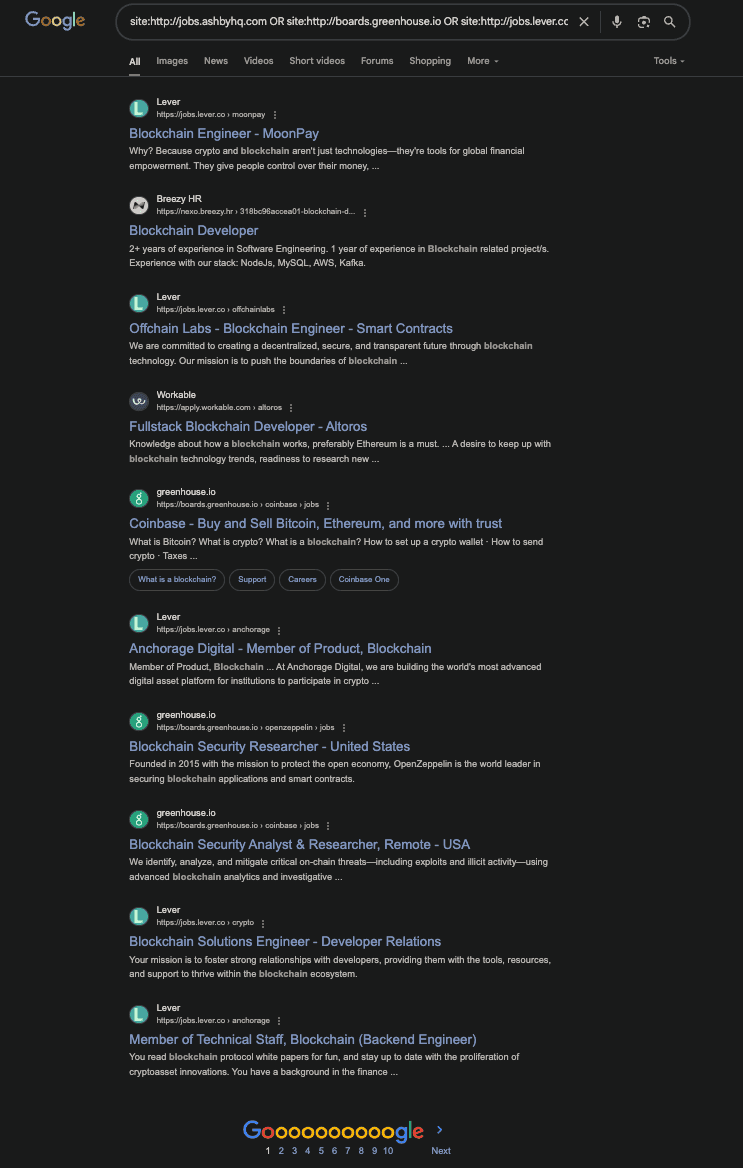 Google
site:http://jobs.ashbyhq.com OR site:http://boards.greenhouse.io OR site:http://jobs.lever.cc
All Images News Videos Short videos Forums Shopping More Tools
Lever
https://jobs.lever.co › moonpay
Blockchain Engineer - MoonPay
Why? Because crypto and blockchain aren't just technologies—they're tools for global financial
empowerment. They give people control over their money, ...
Breezy HR
https://nexo.breezy.hr › 318bc96accea01-blockchain-d...
Blockchain Developer
2+ years of experience in Software Engineering. 1 year of experience in Blockchain related project/s.
Experience with our stack: NodeJs, MySQL, AWS, Kafka.
Lever
https://jobs.lever.co › offchainlabs
Offchain Labs - Blockchain Engineer - Smart Contracts
We are committed to creating a decentralized, secure, and transparent future through blockchain
technology. Our mission is to push the boundaries of blockchain ...
Workable
https://apply.workable.com › altoros
Fullstack Blockchain Developer - Altoros
Knowledge about how a blockchain works, preferably Ethereum is a must. ... A desire to keep up with
blockchain technology trends, readiness to research new ...
greenhouse.io
https://boards.greenhouse.io › coinbase › jobs
Coinbase - Buy and Sell Bitcoin, Ethereum, and more with trust
What is Bitcoin? What is crypto? What is a blockchain? How to set up a crypto wallet · How to send
crypto · Taxes ...
What is a blockchain? Support Careers Coinbase One
Lever
https://jobs.lever.co › anchorage
Anchorage Digital - Member of Product, Blockchain
Member of Product, Blockchain ... At Anchorage Digital, we are building the world's most advanced
digital asset platform for institutions to participate in crypto ...
greenhouse.io
https://boards.greenhouse.io › openzeppelin › jobs
Blockchain Security Researcher - United States
Founded in 2015 with the mission to protect the open economy, OpenZeppelin is the world leader in
securing blockchain applications and smart contracts.
greenhouse.io
https://boards.greenhouse.io › coinbase › jobs
Blockchain Security Analyst & Researcher, Remote - USA
We identify, analyze, and mitigate critical on-chain threats—including exploits and illicit activity—using
advanced blockchain analytics and investigative ...
Lever
https://jobs.lever.co › crypto
Blockchain Solutions Engineer - Developer Relations
Your mission is to foster strong relationships with developers, providing them with the tools, resources,
and support to thrive within the blockchain ecosystem.
Lever
https://jobs.lever.co › anchorage
Member of Technical Staff, Blockchain (Backend Engineer)
You read blockchain protocol white papers for fun, and stay up to date with the proliferation of
cryptoasset innovations. You have a background in the finance ...
Goooooooooogle
1 2 3 4 5 6 7 8 9 10 Next